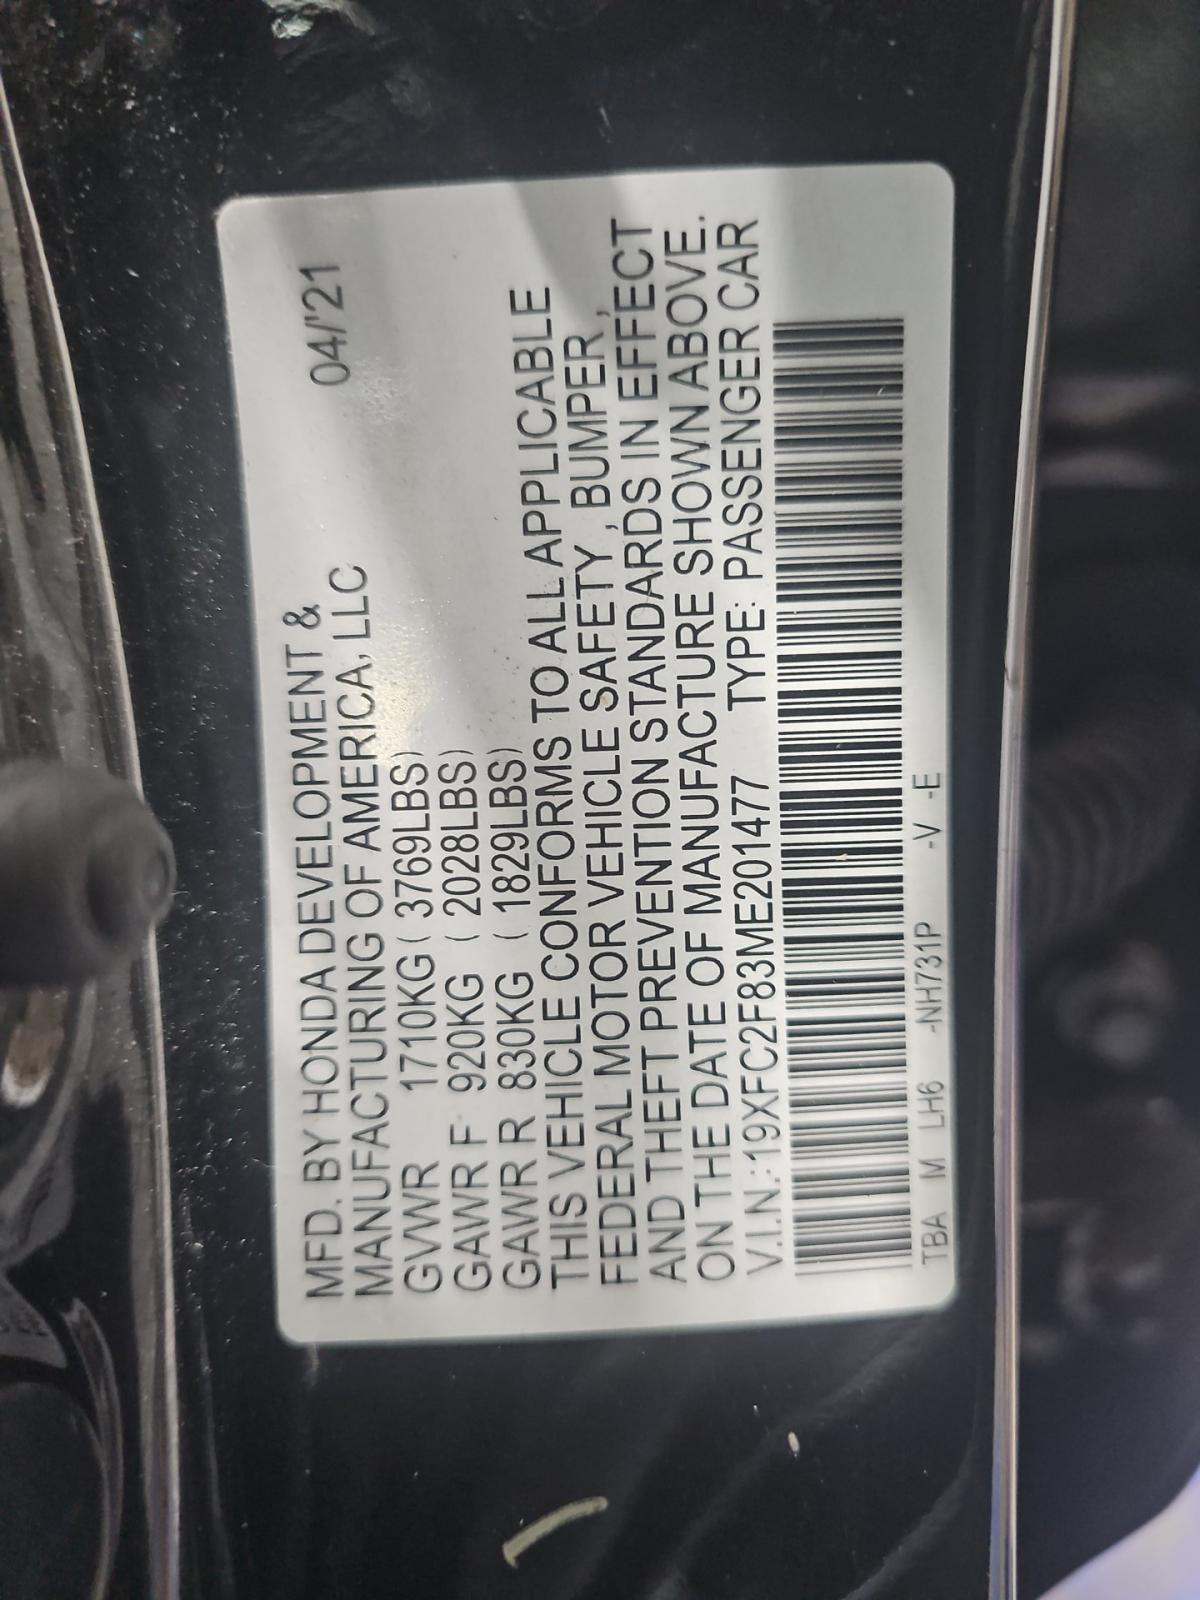 MFD. BY HONDA DEVELOPMENT & 04/'21
MANUFACTURING OF AMERICA, LLC
GVWR 1710KG ( 3769LBS)
GAWR F 920KG ( 2028LBS)
GAWR R 830KG ( 1829LBS)
THIS VEHICLE CONFORMS TO ALL APPLICABLE
FEDERAL MOTOR VEHICLE SAFETY , BUMPER ,
AND THEFT PREVENTION STANDARDS IN EFFECT
ON THE DATE OF MANUFACTURE SHOWN ABOVE.
V.I.N.:19XFC2F83ME201477 TYPE: PASSENGER CAR
TBA M LH6 -NH731P -V -E